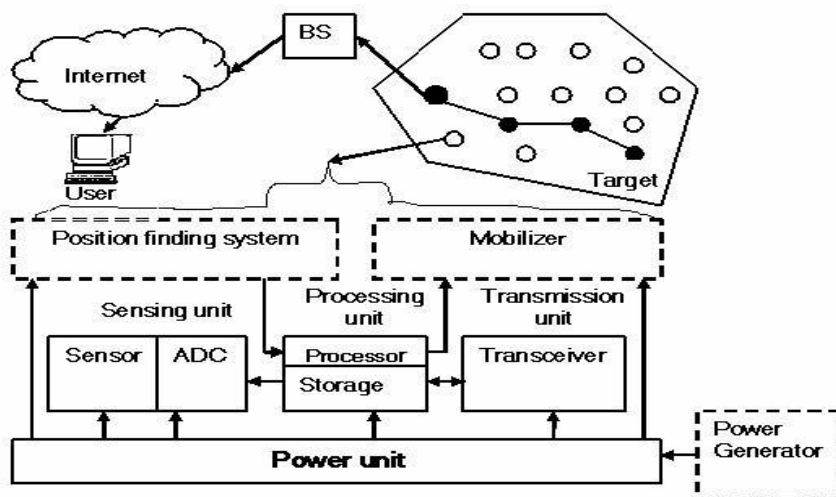 BS
Internet
User
Target
Position finding system
Mobilizer
Sensing unit
Processing
unit
Transmission
unit
Sensor
ADC
Processor
Storage
Transceiver
Power unit
Power
Generator